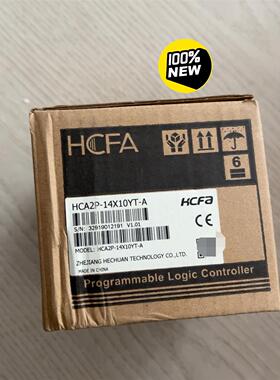 100%
NEW
HCFA
6
HCA2P-14X10YT-A
HCFA
S/N: 32919012191 V1.01
CE
MODEL: HCA2P-14X10YT-A
ZHEJIANG HECHUAN TECHNOLOGY CO.,LTD.
MADE IN CHINA
Programmable Logic Controller